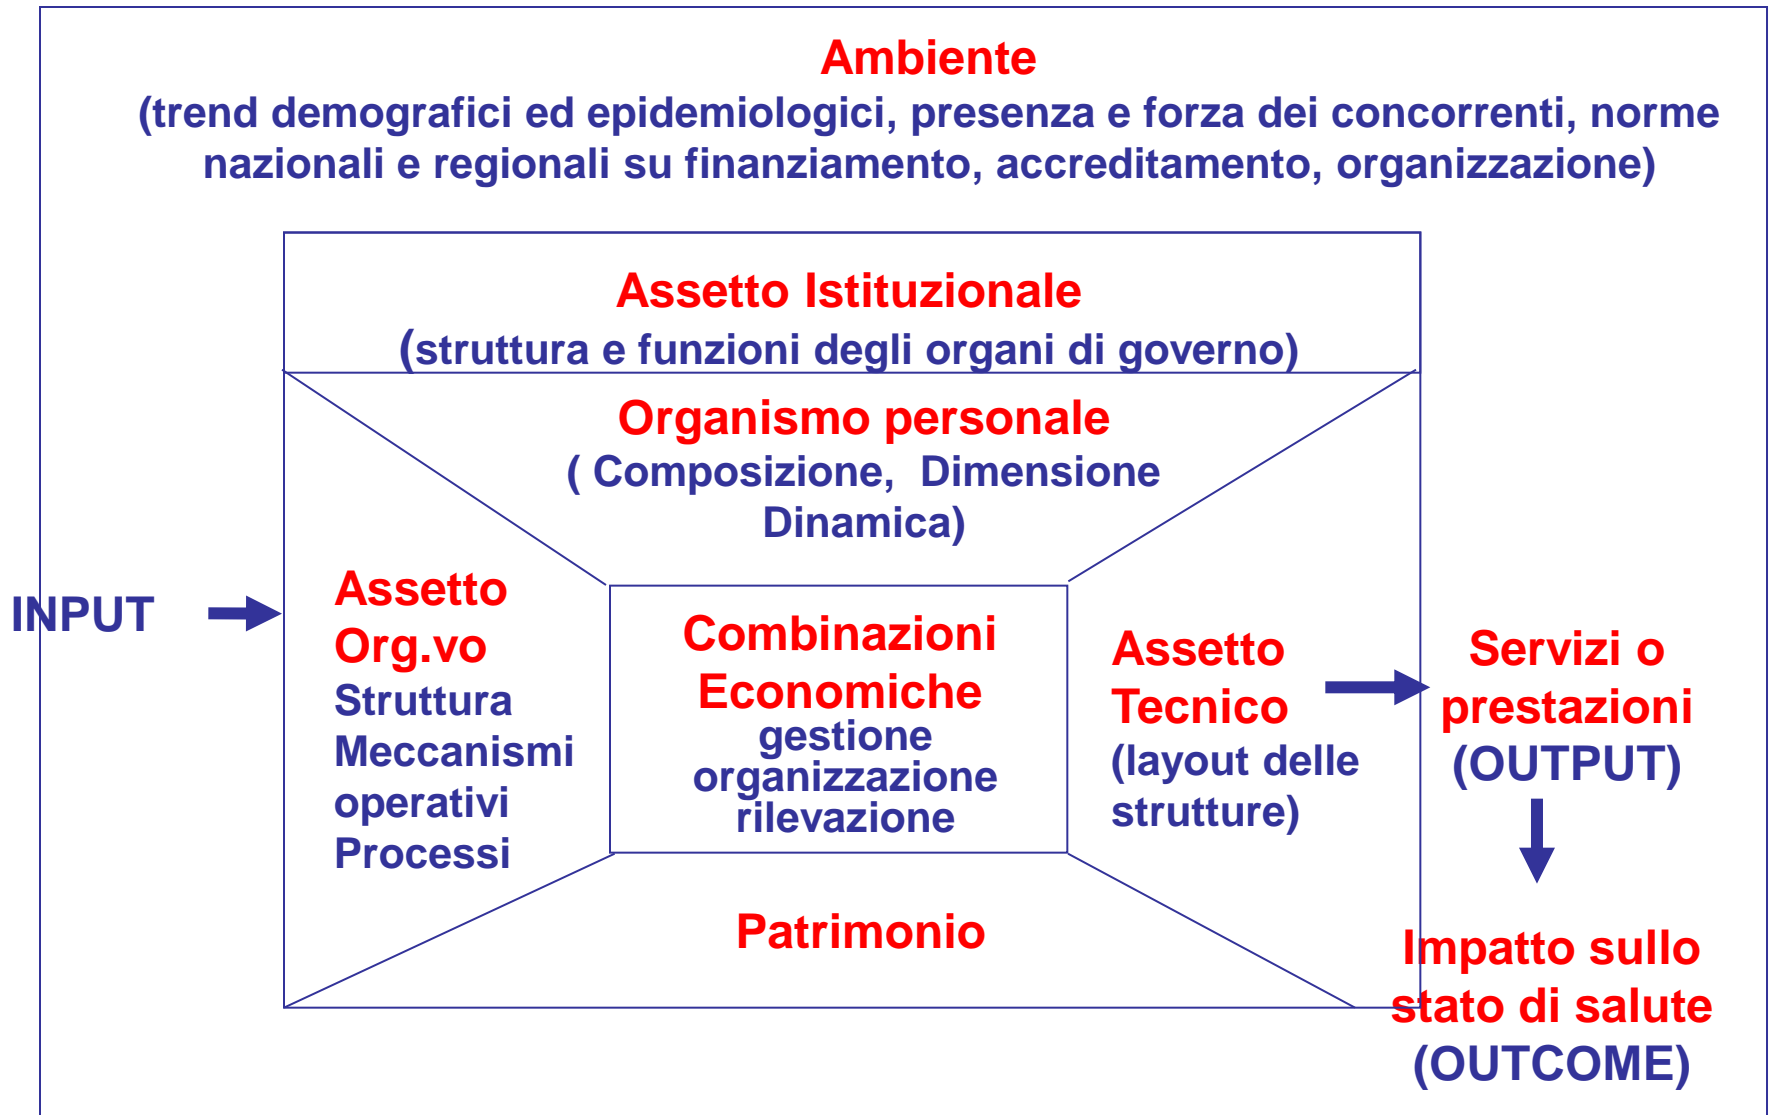 Ambiente
(trend demografici ed epidemiologici, presenza e forza dei concorrenti, norme
nazionali e regionali su finanziamento, accreditamento, organizzazione)
Assetto Istituzionale
(struttura e funzioni degli organi di governo)
Organismo personale
( Composizione, Dimensione
Dinamica)
INPUT
Assetto
Org.vo
Struttura
Meccanismi
operativi
Processi
Combinazioni
Economiche
gestione
organizzazione
rilevazione
Assetto
Tecnico
(layout delle
strutture)
Servizi o
prestazioni
(OUTPUT)
Patrimonio
Impatto sullo
stato di salute
(OUTCOME)